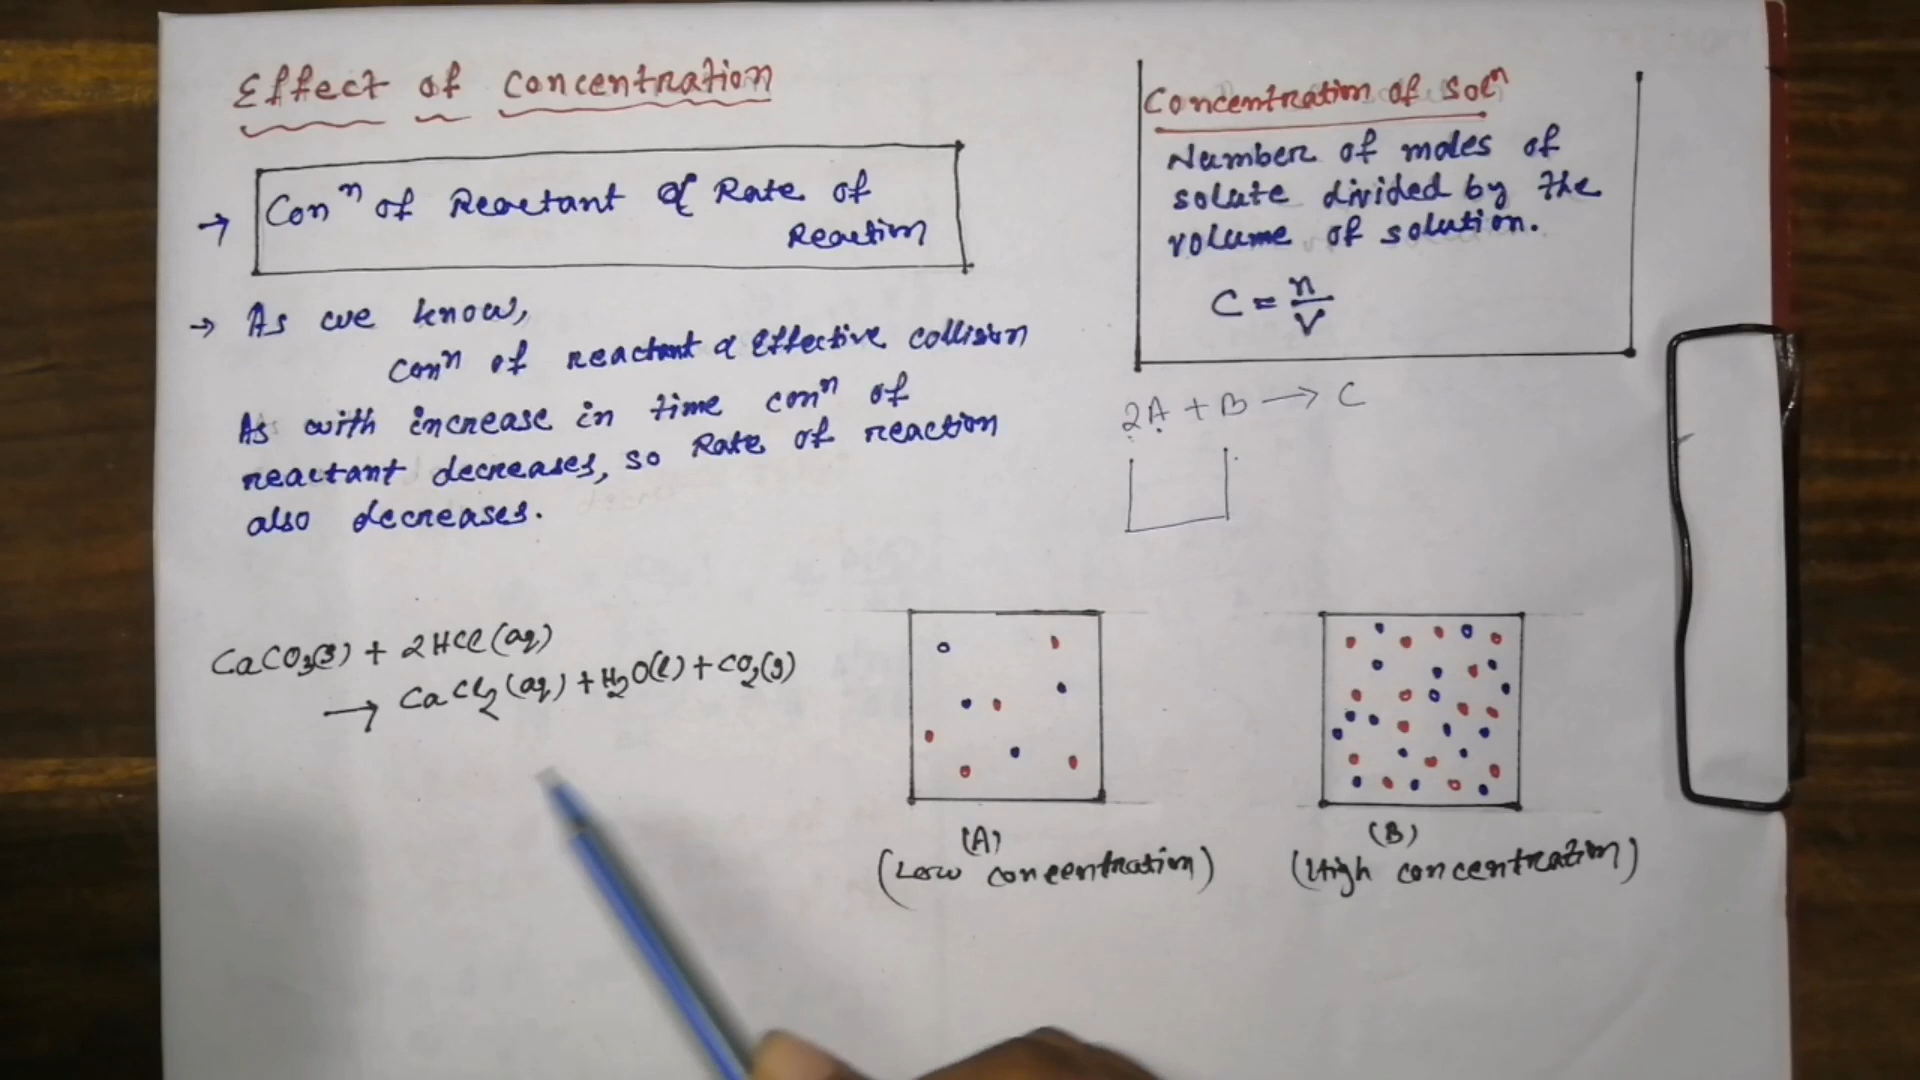 Effect of Concentration
→ Conⁿ of Reactant α Rate of
Reaction
→ As we know,
Conⁿ of reactant α Effective collision
As with increase in time conⁿ of
reactant decreases, so Rate of reaction
also decreases.
Concentration of solⁿ
Number of moles of
solute divided by the
volume of solution.
C = n/V
2A + B → C
CaCO₃(s) + 2HCl(aq)
→ CaCl₂(aq) + H₂O(l) + CO₂(g)
(A)
(Low concentration)
(B)
(High concentration)